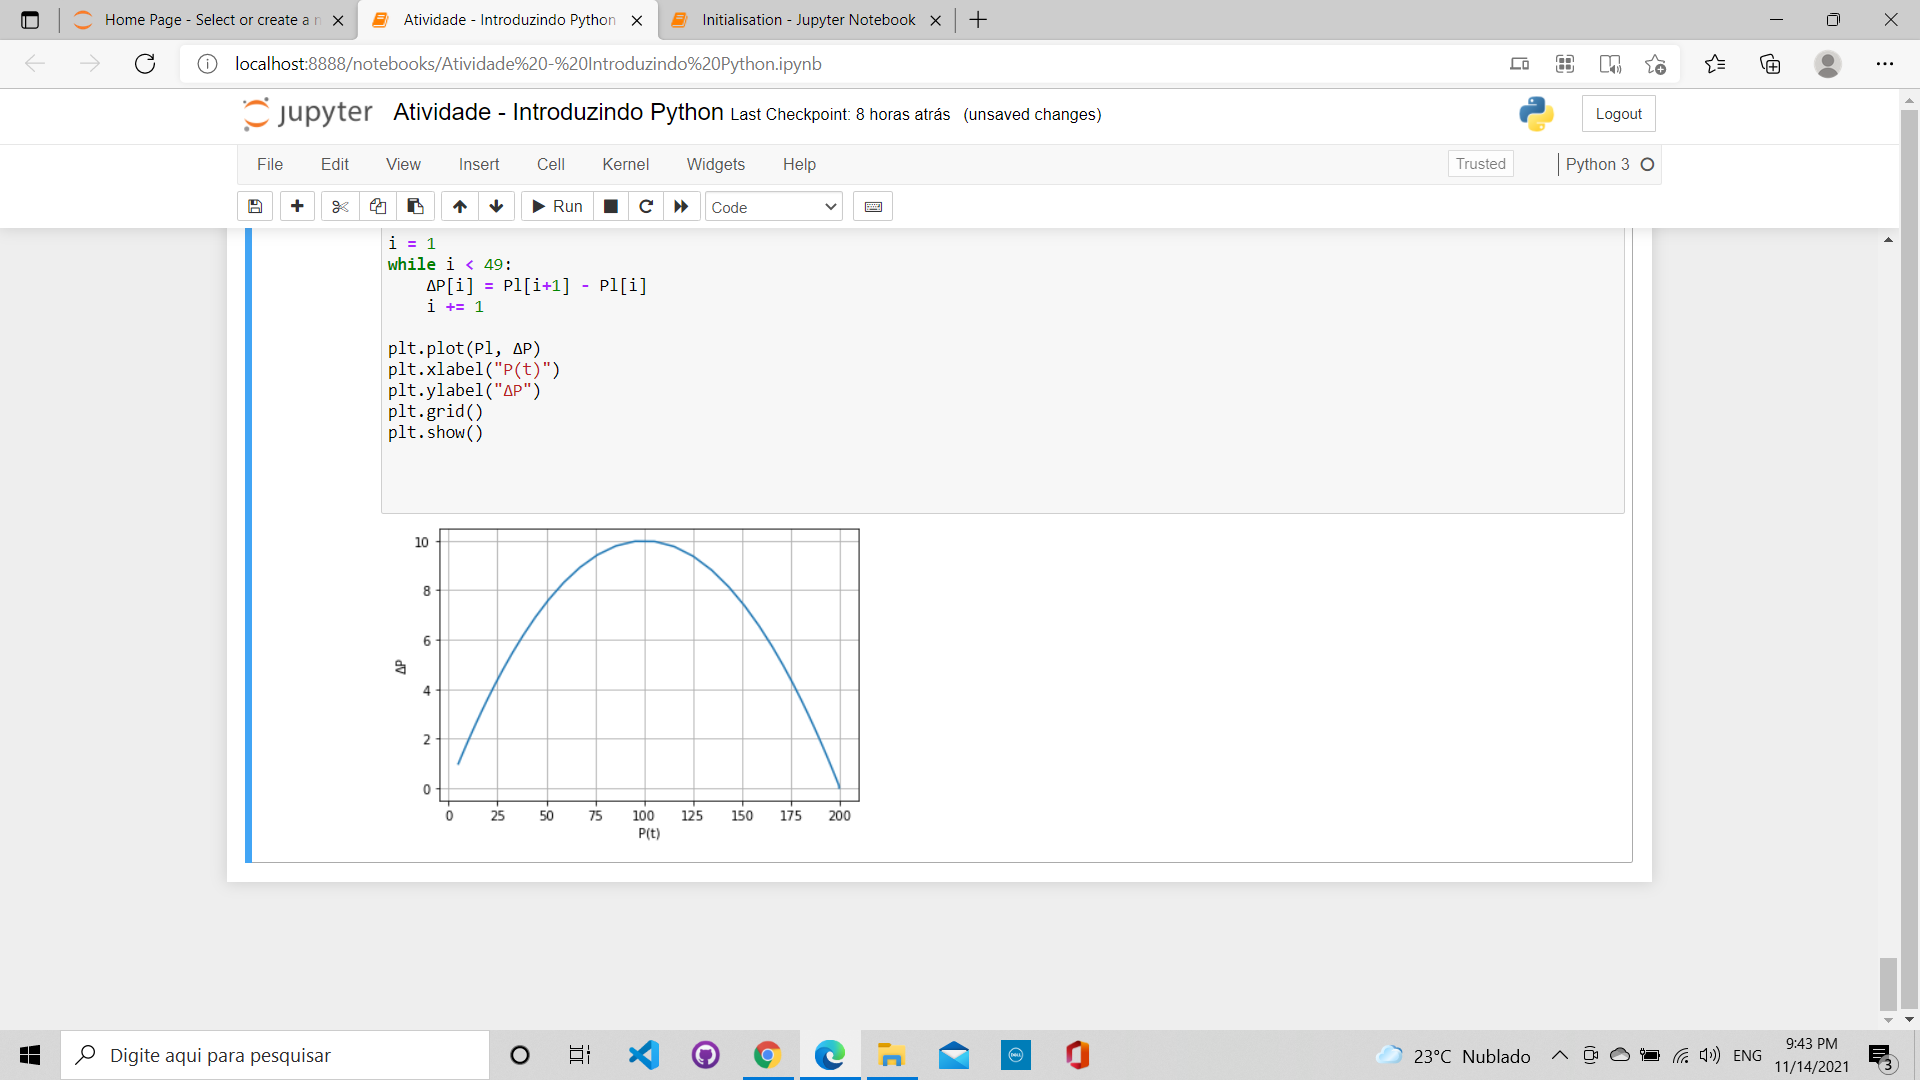 Home Page - Select or create a n
Atividade - Introduzindo Python
Initialisation - Jupyter Notebook
localhost:8888/notebooks/Atividade%20-%20Introduzindo%20Python.ipynb
jupyter Atividade - Introduzindo Python Last Checkpoint: 8 horas atrás (unsaved changes)
Logout
File Edit View Insert Cell Kernel Widgets Help
Trusted
Python 3
Run
Code
i = 1
while i < 49:
    ΔP[i] = Pl[i+1] - Pl[i]
    i += 1
plt.plot(Pl, ΔP)
plt.xlabel("P(t)")
plt.ylabel("ΔP")
plt.grid()
plt.show()
10
8
6
4
2
0
ΔP
0 25 50 75 100 125 150 175 200
P(t)
Digite aqui para pesquisar
DELL
23°C Nublado
ENG
9:43 PM
11/14/2021
3